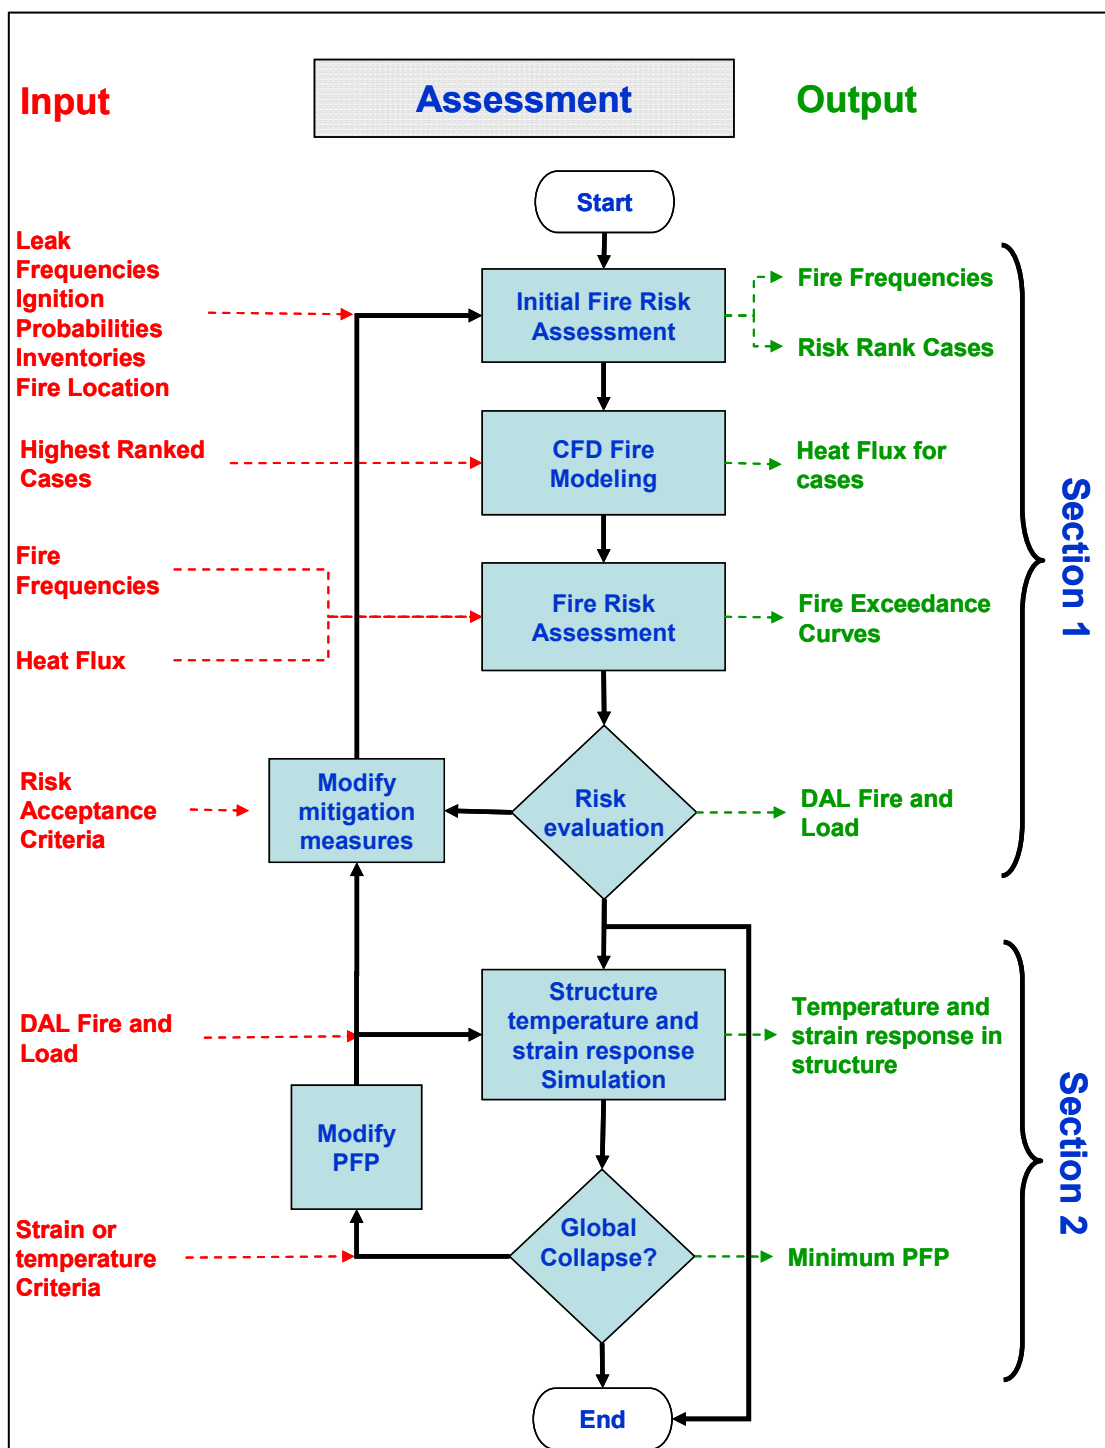 Input
Assessment
Output
Start
Leak
Frequencies
Ignition
Probabilities
Inventories
Fire Location
Initial Fire Risk
Assessment
Fire Frequencies
Risk Rank Cases
Highest Ranked
Cases
CFD Fire
Modeling
Heat Flux for
cases
Fire
Frequencies
Heat Flux
Fire Risk
Assessment
Fire Exceedance
Curves
Section 1
Risk
Acceptance
Criteria
Modify
mitigation
measures
Risk
evaluation
DAL Fire and
Load
DAL Fire and
Load
Structure
temperature and
strain response
Simulation
Temperature and
strain response in
structure
Modify
PFP
Section 2
Strain or
temperature
Criteria
Global
Collapse?
Minimum PFP
End